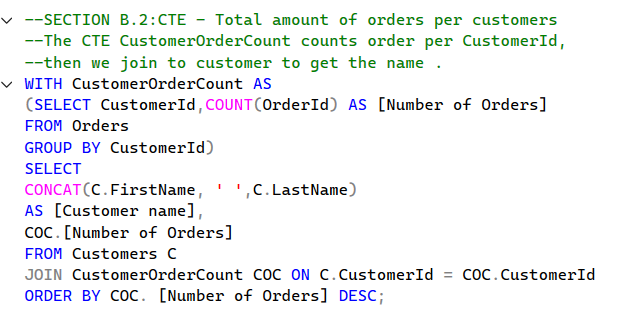 --SECTION B.2:CTE - Total amount of orders per customers
--The CTE CustomerOrderCount counts order per CustomerId,
--then we join to customer to get the name .
WITH CustomerOrderCount AS
(SELECT CustomerId,COUNT(OrderId) AS [Number of Orders]
FROM Orders
GROUP BY CustomerId)
SELECT
CONCAT(C.FirstName, ' ',C.LastName)
AS [Customer name],
COC.[Number of Orders]
FROM Customers C
JOIN CustomerOrderCount COC ON C.CustomerId = COC.CustomerId
ORDER BY COC. [Number of Orders] DESC;